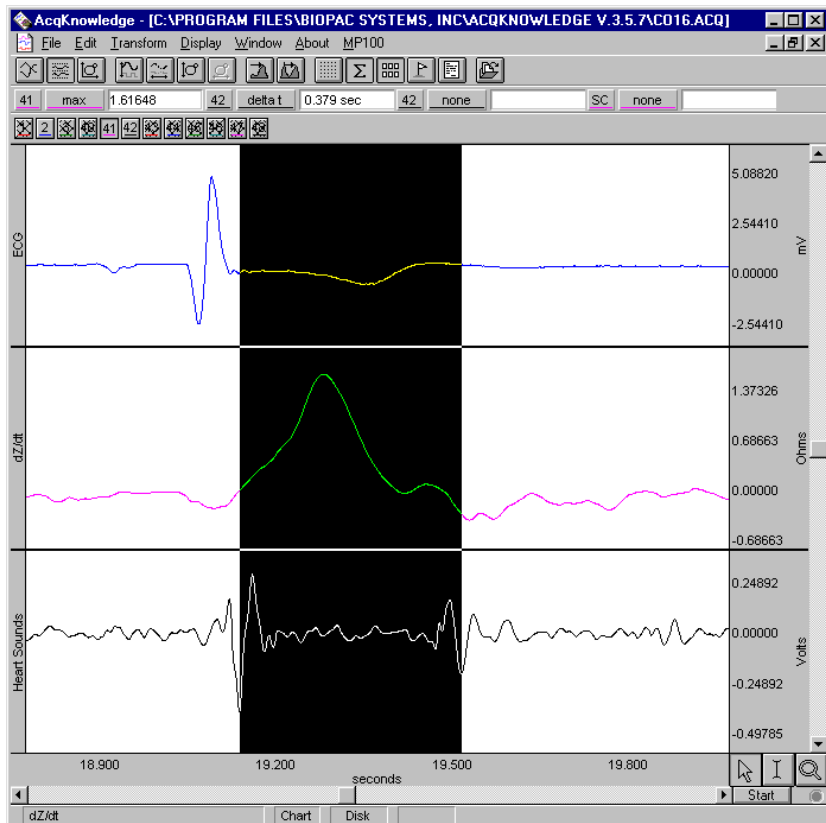 AcqKnowledge - [C:\PROGRAM FILES\BIOPAC SYSTEMS, INC\ACQKNOWLEDGE V.3.5.7\CO16.ACQ]
File Edit Transform Display Window About MP100
41 max 1.61648 42 delta t 0.379 sec 42 none SC none
2 41 42
ECG
5.08820
2.54410
0.00000
-2.54410
mV
dZ/dt
1.37326
0.68663
0.00000
-0.68663
Ohms
Heart Sounds
0.24892
0.00000
-0.24892
-0.49785
Volts
18.900 19.200 19.500 19.800
seconds
Start
dZ/dt Chart Disk